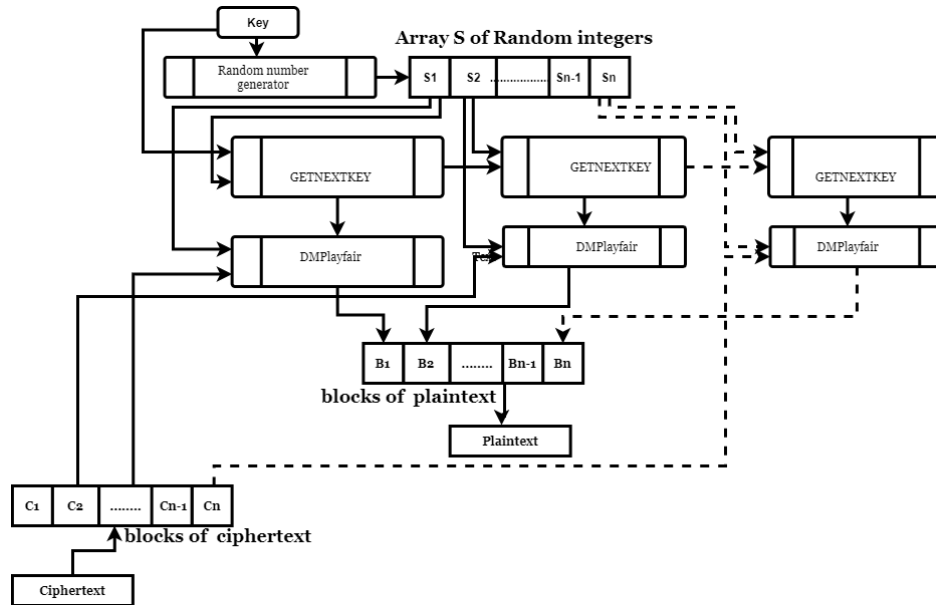 Key
Array S of Random integers
Random number
generator
S1 S2 .................. Sn-1 Sn
GETNEXTKEY GETNEXTKEY GETNEXTKEY
DMPlayfair DMPlayfair DMPlayfair
B1 B2 ........ Bn-1 Bn
blocks of plaintext
Plaintext
C1 C2 ........ Cn-1 Cn
blocks of ciphertext
Ciphertext